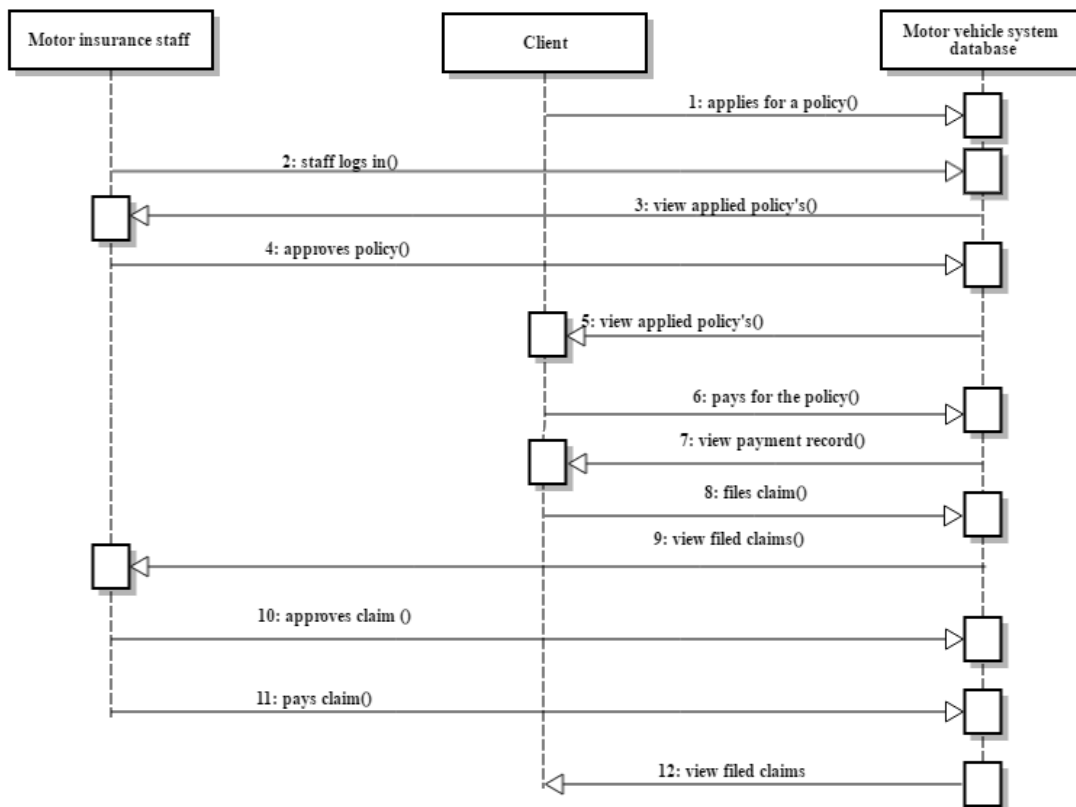 Motor insurance staff
Client
Motor vehicle system
database
1: applies for a policy()
2: staff logs in()
3: view applied policy's()
4: approves policy()
5: view applied policy's()
6: pays for the policy()
7: view payment record()
8: files claim()
9: view filed claims()
10: approves claim ()
11: pays claim()
12: view filed claims